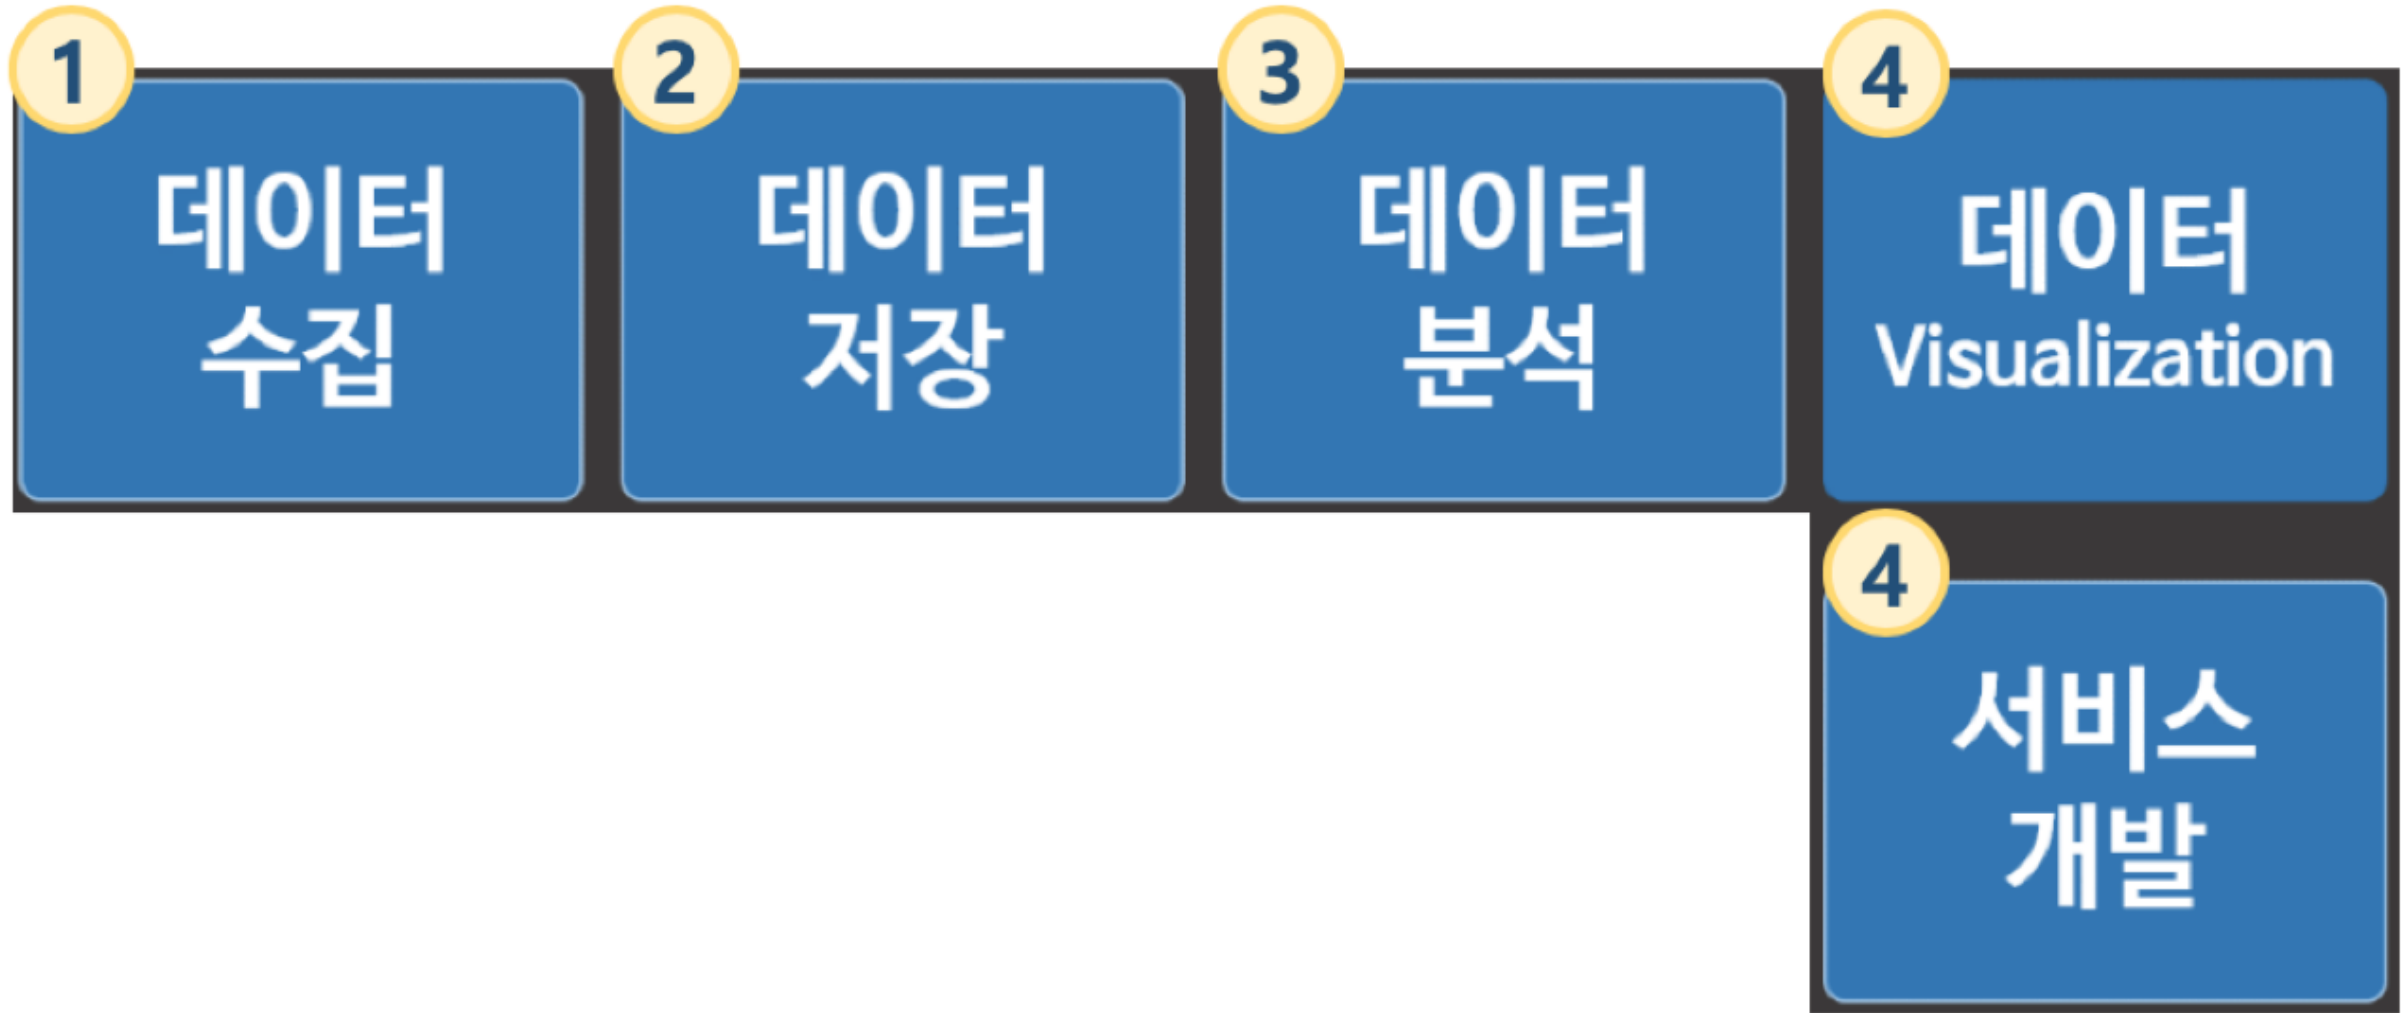 1
데이터
수집
2
데이터
저장
3
데이터
분석
4
데이터
Visualization
4
서비스
개발